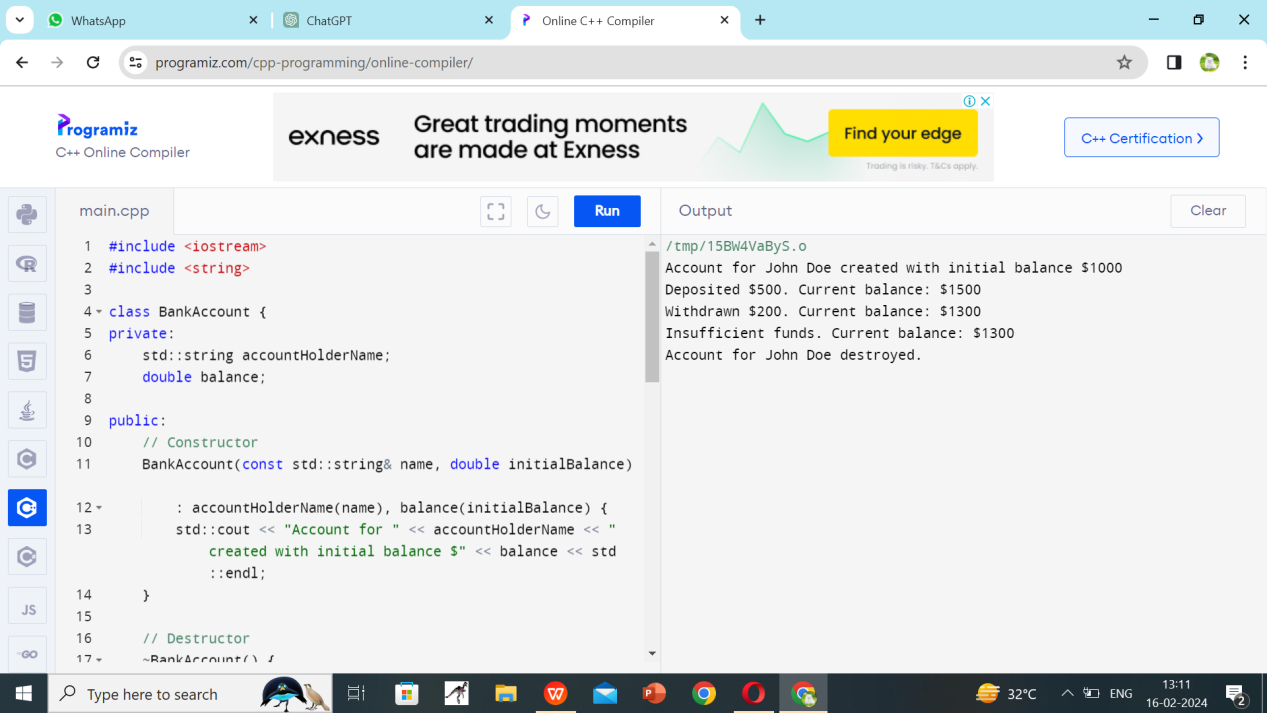 WhatsApp
ChatGPT
Online C++ Compiler
programiz.com/cpp-programming/online-compiler/
Programiz
C++ Online Compiler
exness
Great trading moments
are made at Exness
Find your edge
Trading is risky. T&Cs apply.
C++ Certification >
main.cpp
Run
1 #include <iostream>
2 #include <string>
3
4 class BankAccount {
5 private:
6 std::string accountHolderName;
7 double balance;
8
9 public:
10 // Constructor
11 BankAccount(const std::string& name, double initialBalance)
12 : accountHolderName(name), balance(initialBalance) {
13 std::cout << "Account for " << accountHolderName << "
created with initial balance $" << balance << std
::endl;
14 }
15
16 // Destructor
17 ~BankAccount() {
Output
Clear
/tmp/15BW4VaByS.o
Account for John Doe created with initial balance $1000
Deposited $500. Current balance: $1500
Withdrawn $200. Current balance: $1300
Insufficient funds. Current balance: $1300
Account for John Doe destroyed.
JS
GO
Type here to search
32°C
ENG
13:11
16-02-2024
2